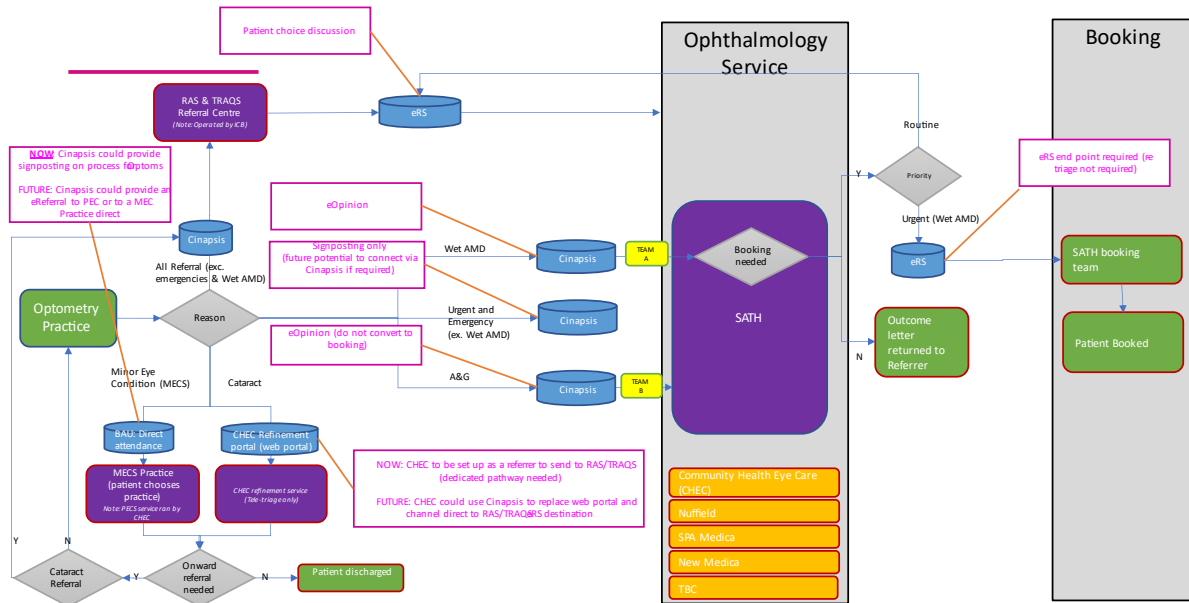 Patient choice discussion
Ophthalmology
Service
Booking
RAS & TRAQS
Referral Centre
(Note: Operated by ICB)
eRS
Routine
NOW: Cinapsis could provide
signposting on process for Optoms
FUTURE: Cinapsis could provide an
eReferral to PEC or to a MEC
Practice direct
eRS end point required (re
triage not required)
Y
Priority
eOpinion
Urgent (Wet AMD)
Cinapsis
Signposting only
(future potential to connect via
Cinapsis if required)
Wet AMD
Cinapsis
TEAM
A
Booking
needed
eRS
SATH booking
team
All Referral (exc.
emergencies & Wet AMD)
Optometry
Practice
Reason
Urgent and
Emergency
(ex. Wet AMD)
Cinapsis
SATH
Outcome
letter
returned to
Referrer
N
Patient Booked
eOpinion (do not convert to
booking)
Minor Eye
Condition (MECS)
Cataract
A&G
Cinapsis
TEAM
B
BAU: Direct
attendance
CHEC Refinement
portal (web portal)
MECS Practice
(patient chooses
practice)
Note: PECS service ran by
CHEC
CHEC refinement service
(Tele-triage only)
NOW: CHEC to be set up as a referrer to send to RAS/TRAQS
(dedicated pathway needed)
FUTURE: CHEC could use Cinapsis to replace web portal and
channel direct to RAS/TRAQS destination
Community Health Eye Care
(CHEC)
Nuffield
SPA Medica
New Medica
TBC
Y
N
Cataract
Referral
Y
Onward
referral
needed
N
Patient discharged